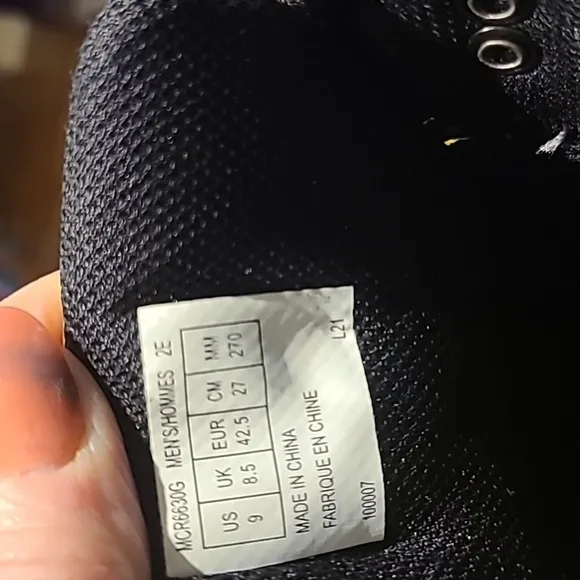 MCR6630G MEN'S/HOMMES 2E
US UK EUR CM MM
9 8.5 42.5 27 270
MADE IN CHINA
FABRIQUE EN CHINE
100007 L21